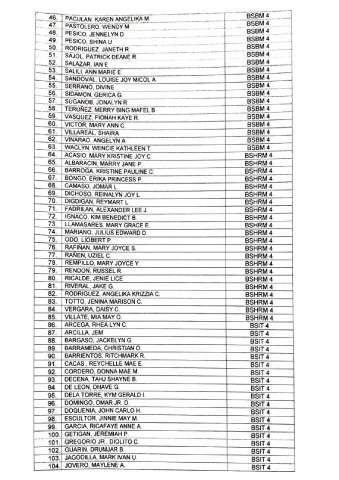 46. PACULAN, KAREN ANGELIKA M. BSBM 4
47 PASTOLERO, WENDY M. BSBM 4
48. PESICO, JENNELYN D. BSBM 4
49. PESICO, SHINA U. BSBM 4
50. RODRIGUEZ, JANETH R. BSBM 4
51. SAJOL, PATRICK DEANE R. BSBM 4
52. SALAZAR, IAN E. BSBM 4
53. SALILI, ANN MARIE E. BSBM 4
54. SANDOVAL, LOUISE JOY MICOL A. BSBM 4
55. SERRANO, DIVINE BSBM 4
56. SIDAMON, GERICA G. BSBM 4
57. SUGANOB, JONALYN R. BSBM 4
58. TERUÑEZ, MERRY BING MAFEL B. BSBM 4
59. VASQUEZ, FIONAH KAYE R. BSBM 4
60. VICTOR, MARY ANN C. BSBM 4
61. VILLAREAL, SHAIRA BSBM 4
62. VINARAO, ANGELYN A. BSBM 4
63. WACLYN, WENCIE KATHLEEN T. BSBM 4
64. ACASIO, MARY KRISTINE JOY C. BSHRM 4
65. ALBARACIN, MARRY JANE P. BSHRM 4
66. BARROGA, KRISTINE PAULINE C. BSHRM 4
67. BONGO, ERIKA PRINCESS P. BSHRM 4
68. CAMASO, JOMAR L. BSHRM 4
69. DICHOSO, REINALYN JOY L. BSHRM 4
70. DIGDIGAN, REYMART L. BSHRM 4
71. FADRILAN, ALEXANDER LEE J. BSHRM 4
72. IGNACO, KIM BENEDICT B. BSHRM 4
73. LLAMASARES, MARY GRACE E. BSHRM 4
74. MARIANO, JULIUS EDWARD D. BSHRM 4
75. ODO, LIOBERT P. BSHRM 4
76. RAFIÑAN, MARY JOYCE S. BSHRM 4
77. RAÑEN, UZIEL C. BSHRM 4
78. REMPILLO, MARY JOYCE Y. BSHRM 4
79. RENDON, RUSSEL R. BSHRM 4
80. RICALDE, JENIE LICE BSHRM 4
81. RIVERAL, JAKE G. BSHRM 4
82. RODRIGUEZ, ANGELIKA KRIZZIA C. BSHRM 4
83. TOTTO, JENINA MARISON C. BSHRM 4
84. VERGARA, DAISY C. BSHRM 4
85. VILLATE, MIA MAY O. BSHRM 4
86. ARCEGA, RHEA LYN C. BSIT 4
87. ARCILLA, JEM BSIT 4
88. BARGASO, JACKELYN G. BSIT 4
89. BARRAMEDA, CHRISTIAN O. BSIT 4
90. BARRIENTOS, RITCHMARK R. BSIT 4
91. CACAS, REYCHELLE MAE E. BSIT 4
92. CORDERO, DONNA MAE M. BSIT 4
93. DECENA, TAHJ SHAYNE B. BSIT 4
94. DE LEON, DHAVE G. BSIT 4
95. DELA TORRE, KYM GERALD I. BSIT 4
96. DOMINGO, OMAR JR. D. BSIT 4
97. DOQUENIA, JOHN CARLO H. BSIT 4
98. ESCULTOR, JINNIE MAY M. BSIT 4
99. GARCIA, RICAFAYE ANNE A. BSIT 4
100. GETIGAN, JEREMIAH P. BSIT 4
101. GREGORIO JR., DIOLITO C. BSIT 4
102. GUARIN, DRUMJAR B. BSIT 4
103. JAGODILLA, MARK IVAN U. BSIT 4
104. JOVERO, MAYLENE A. BSIT 4